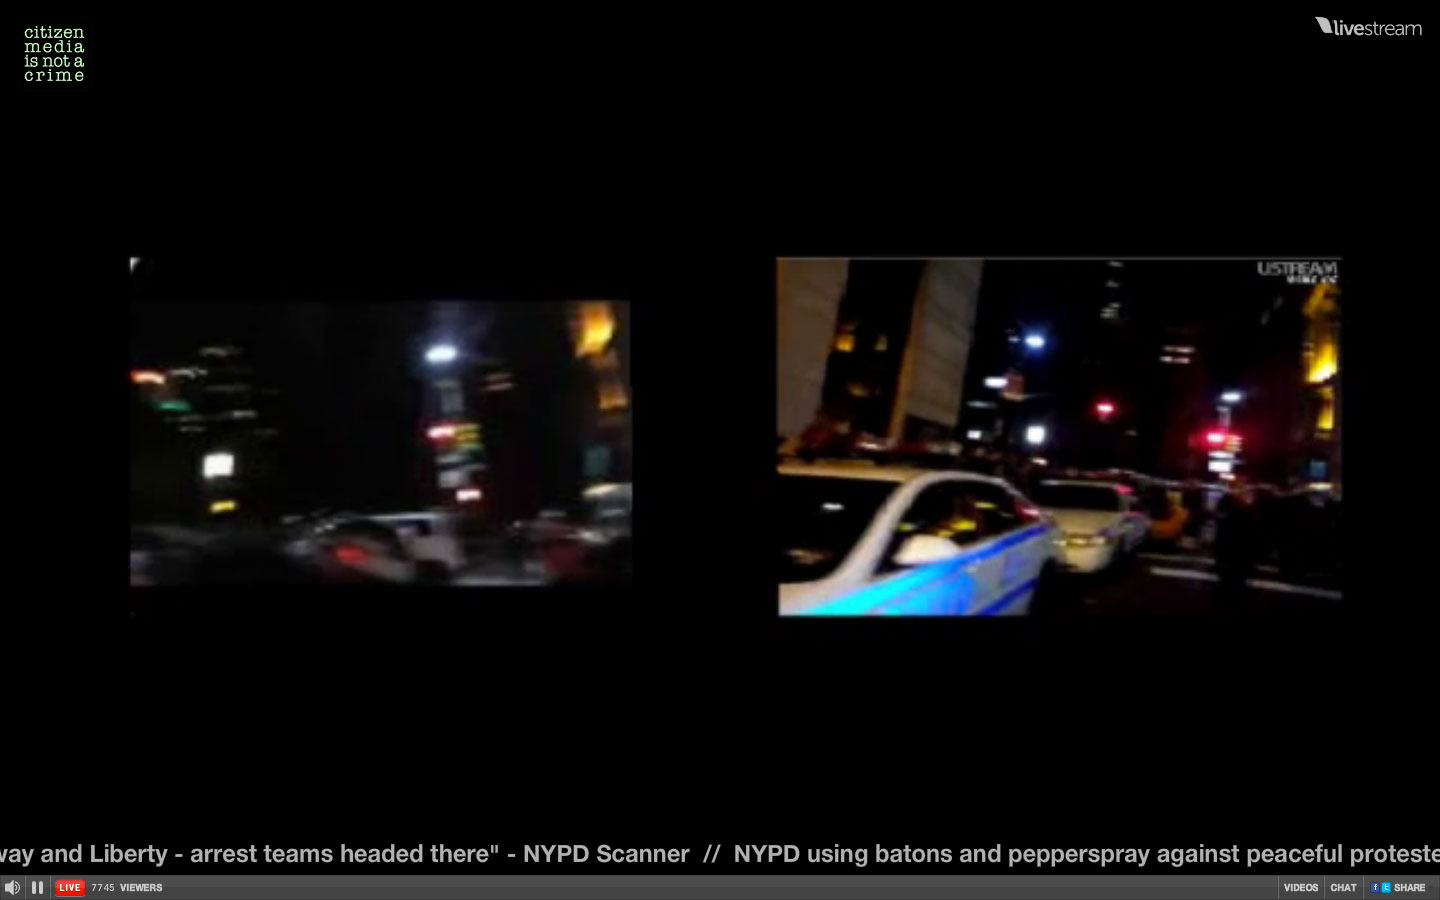 citizen
media
is not a
crime
livestream
USTREAM
way and Liberty - arrest teams headed there" - NYPD Scanner // NYPD using batons and pepperspray against peaceful proteste
LIVE 7745 VIEWERS VIDEOS CHAT SHARE